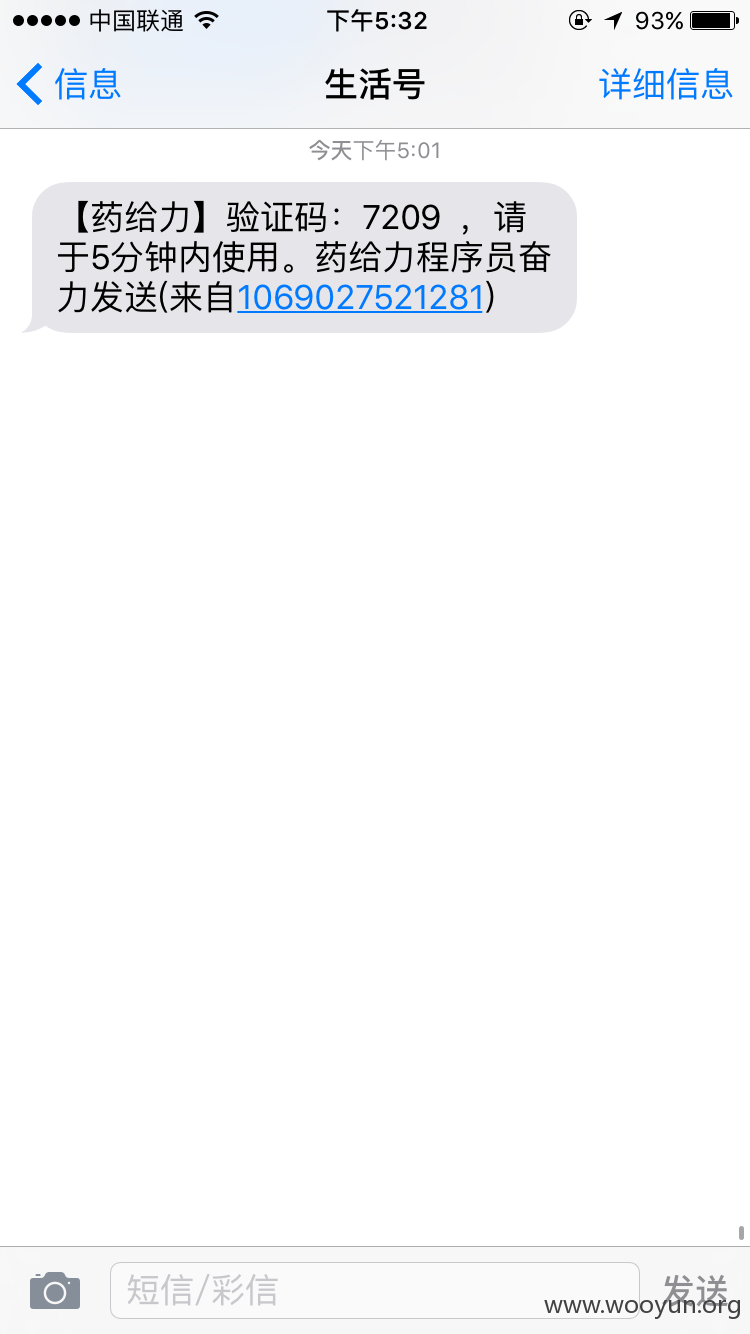 中国联通 下午5:32 93%
信息 生活号 详细信息
今天下午5:01
【药给力】验证码：7209 ，请
于5分钟内使用。药给力程序员奋
力发送(来自1069027521281)
短信/彩信 发送
www.wooyun.org